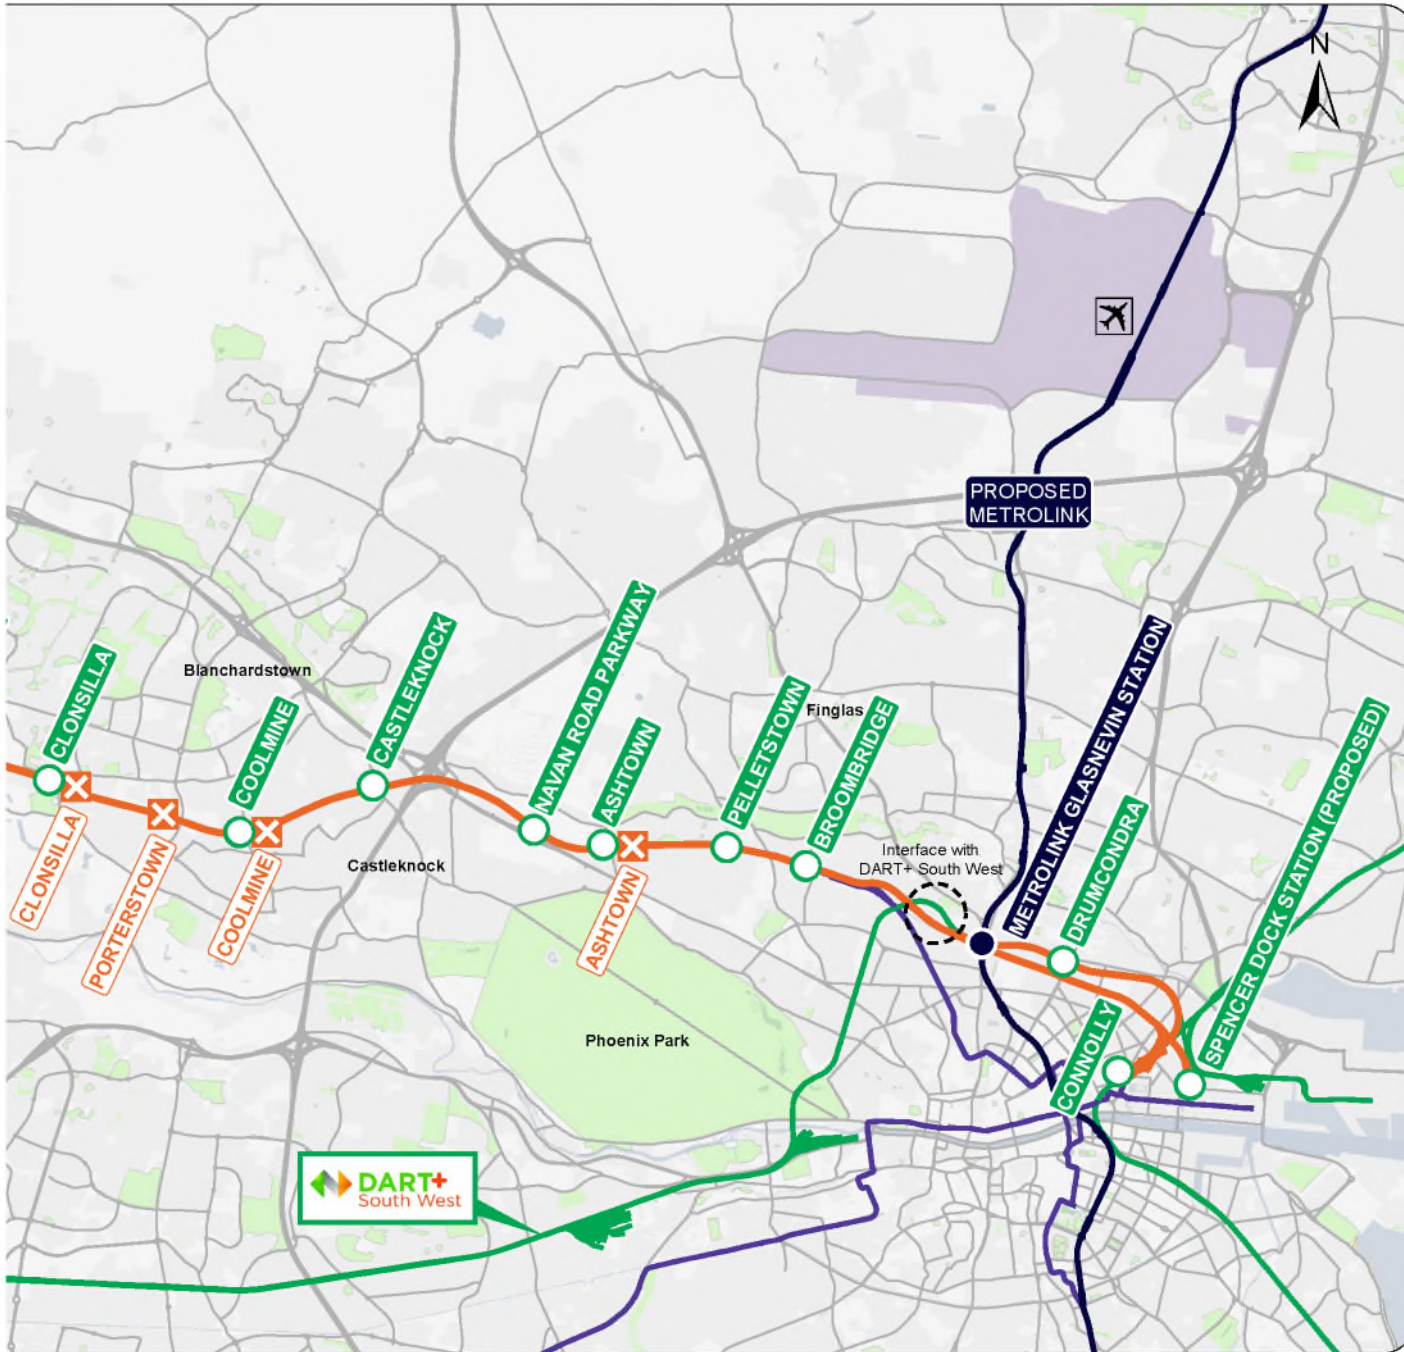 N
PROPOSED
METROLINK
CLONSILLA
Blanchardstown
COOLMINE
CASTLEKNOCK
NAVAN ROAD PARKWAY
ASHTOWN
PELLETSTOWN
Finglas
BROOMBRIDGE
METROLINK GLASNEVIN STATION
DRUMCONDRA
SPENCER DOCK STATION (PROPOSED)
CLONSILLA
PORTERSTOWN
COOLMINE
Castleknock
ASHTOWN
Interface with
DART+ South West
Phoenix Park
CONNOLLY
DART+
South West